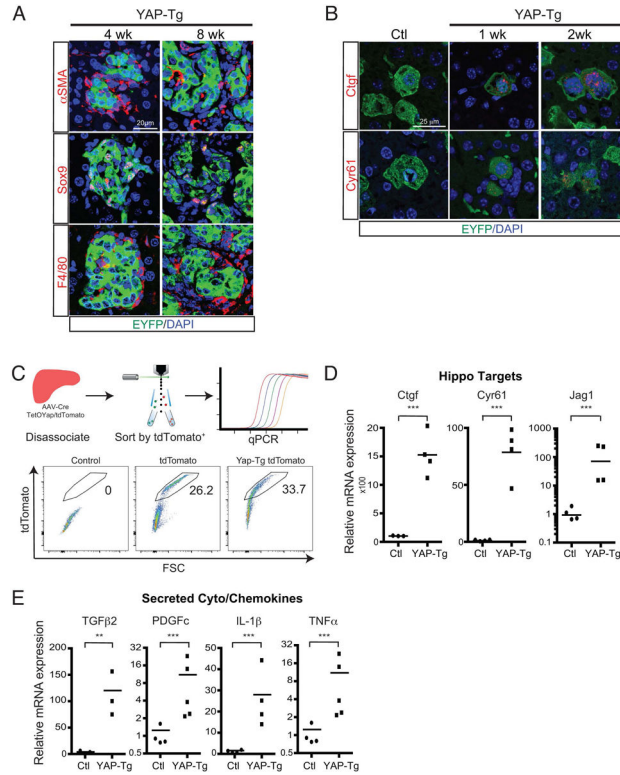 A
YAP-Tg
4 wk
8 wk
αSMA
20µm
Sox9
F4/80
EYFP/DAPI
B
YAP-Tg
Ctl
1 wk
2wk
Ctgf
25 µm
Cyr61
EYFP/DAPI
C
AAV-Cre
TetOYap/tdTomato
Disassociate
Sort by tdTomato⁺
qPCR
Control
tdTomato
Yap-Tg tdTomato
0
26.2
33.7
tdTomato
FSC
D
Hippo Targets
Ctgf
Cyr61
Jag1
***
***
***
Relative mRNA expression
x100
20
15
10
5
0
100
75
50
25
0
1000
100
10
1
0.1
Ctl
YAP-Tg
Ctl
YAP-Tg
Ctl
YAP-Tg
E
Secreted Cyto/Chemokines
TGFβ2
PDGFc
IL-1β
TNFα
**
***
***
***
Relative mRNA expression
200
150
100
50
0
32
16
8
4
2
1
0.5
50
40
30
20
10
0
32
16
8
4
2
1
0.5
Ctl
YAP-Tg
Ctl
YAP-Tg
Ctl
YAP-Tg
Ctl
YAP-Tg